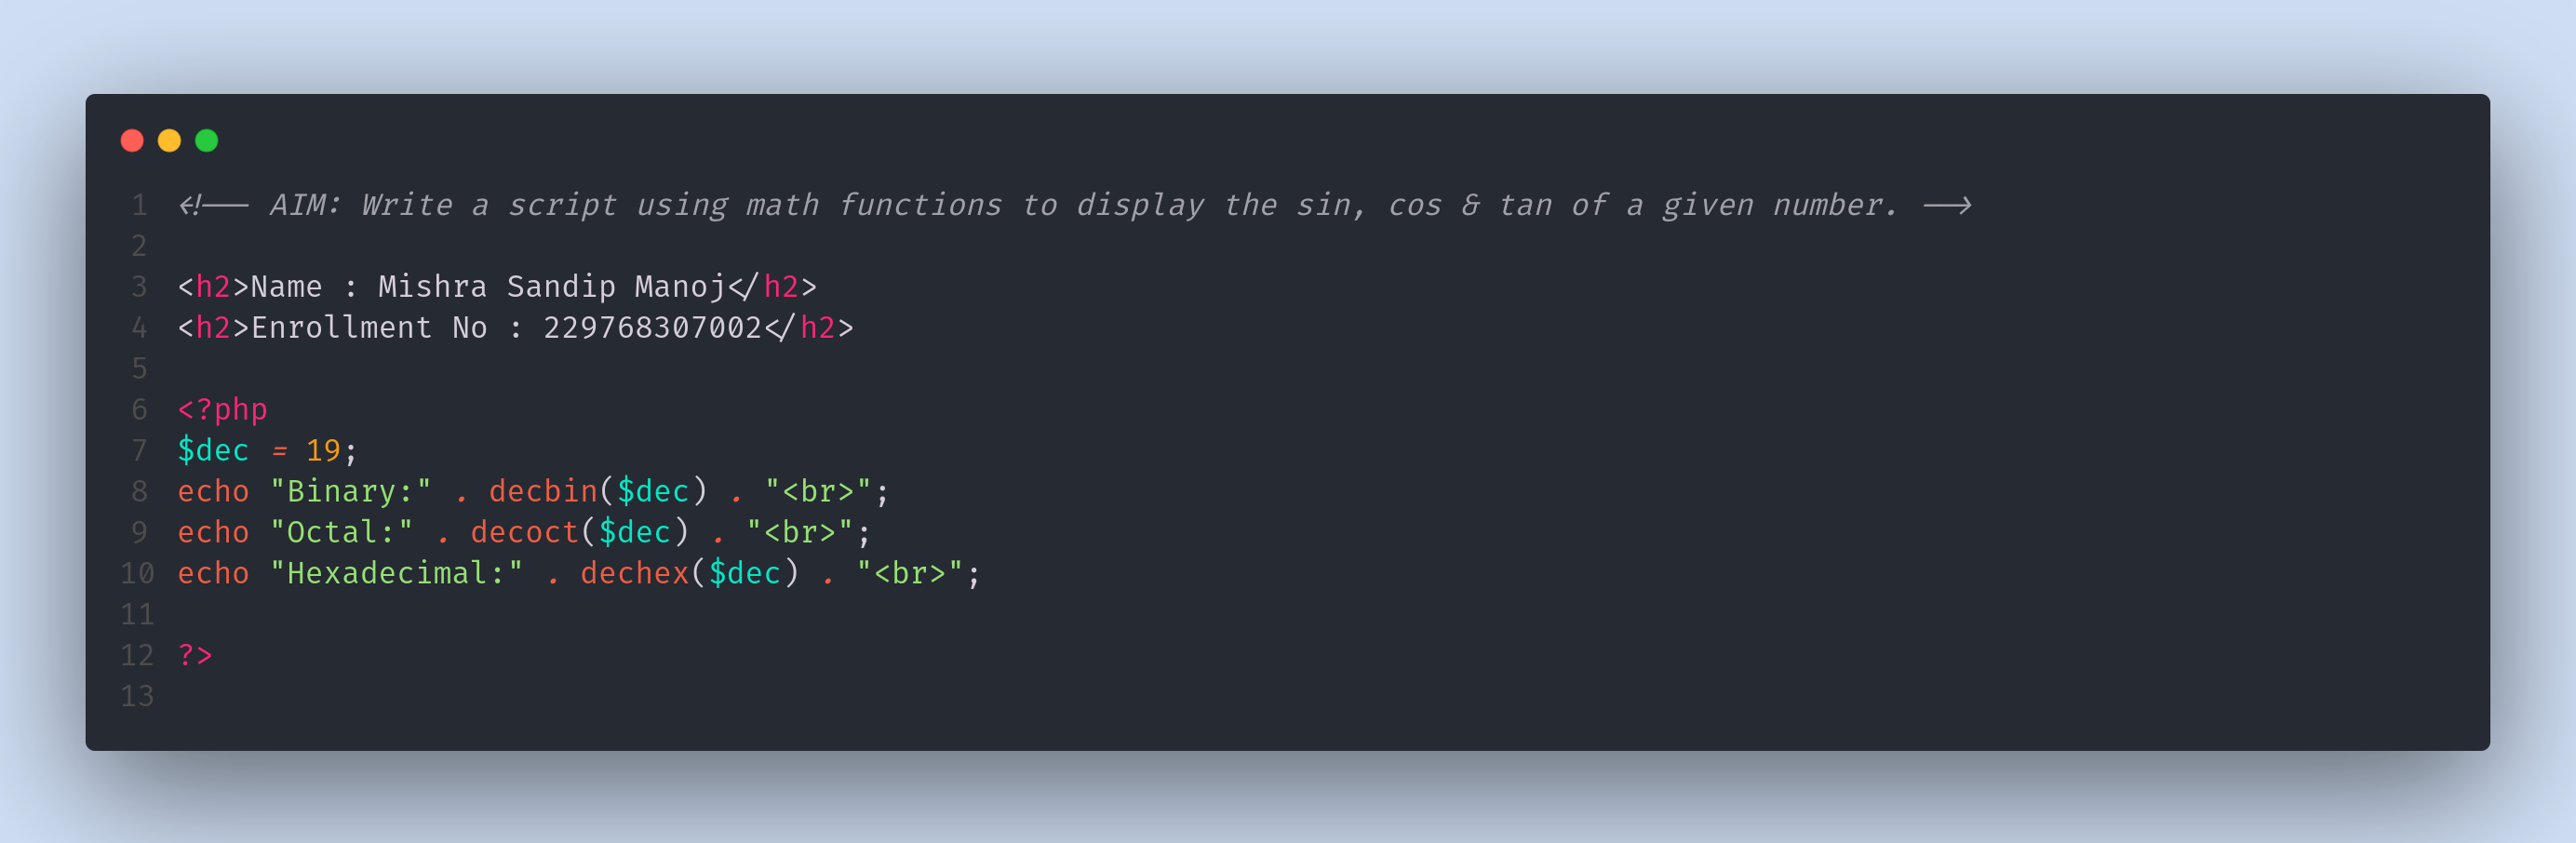 1 <!-- AIM: Write a script using math functions to display the sin, cos & tan of a given number. -->
2
3 <h2>Name : Mishra Sandip Manoj</h2>
4 <h2>Enrollment No : 229768307002</h2>
5
6 <?php
7 $dec = 19;
8 echo "Binary:" . decbin($dec) . "<br>";
9 echo "Octal:" . decoct($dec) . "<br>";
10 echo "Hexadecimal:" . dechex($dec) . "<br>";
11
12 ?>
13